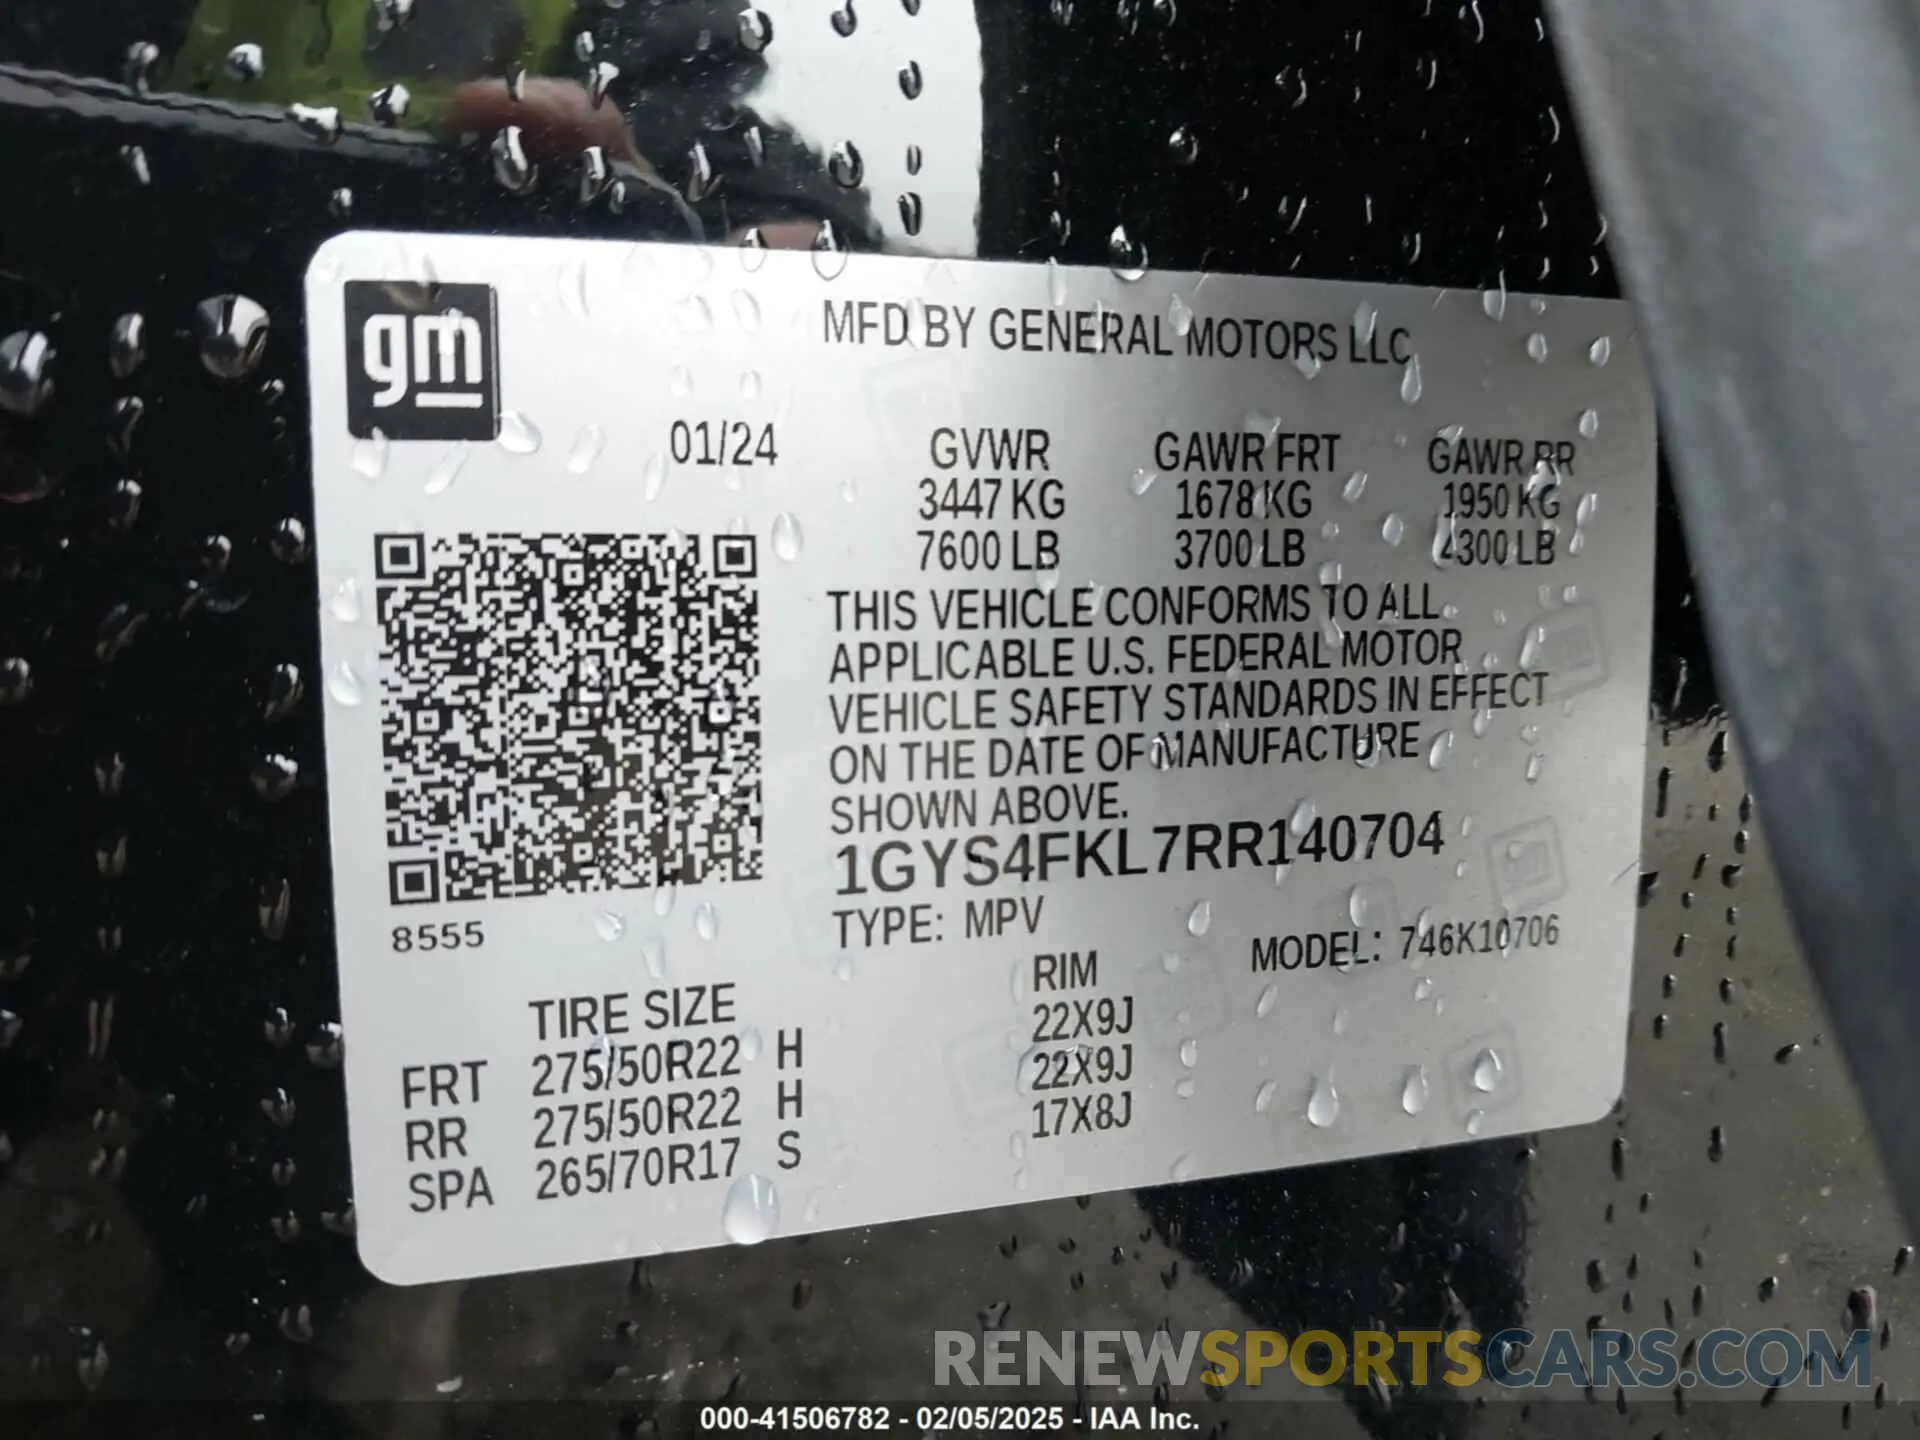 gm
MFD BY GENERAL MOTORS LLC
01/24 GVWR GAWR FRT GAWR RR
3447 KG 1678 KG 1950 KG
7600 LB 3700 LB 4300 LB
THIS VEHICLE CONFORMS TO ALL
APPLICABLE U.S. FEDERAL MOTOR
VEHICLE SAFETY STANDARDS IN EFFECT
ON THE DATE OF MANUFACTURE
SHOWN ABOVE.
1GYS4FKL7RR140704
8555
TYPE: MPV MODEL: 746K10706
TIRE SIZE RIM
FRT 275/50R22 H 22X9J
RR 275/50R22 H 22X9J
SPA 265/70R17 S 17X8J
RENEWSPORTSCARS.COM
000-41506782 - 02/05/2025 - IAA Inc.